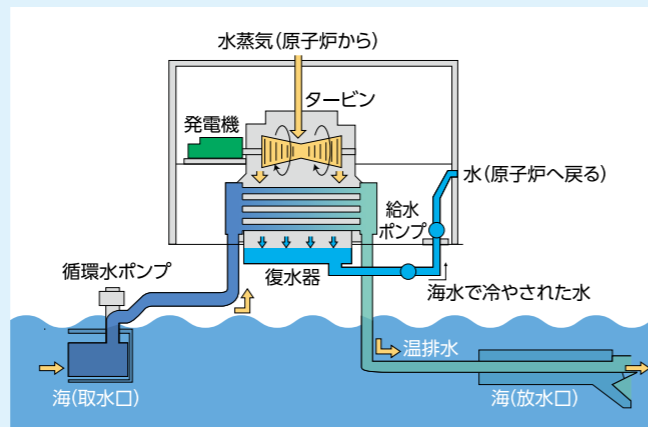 水蒸気(原子炉から)
タービン
発電機
水(原子炉へ戻る)
給水
ポンプ
循環水ポンプ
復水器
海水で冷やされた水
温排水
海(取水口)
海(放水口)